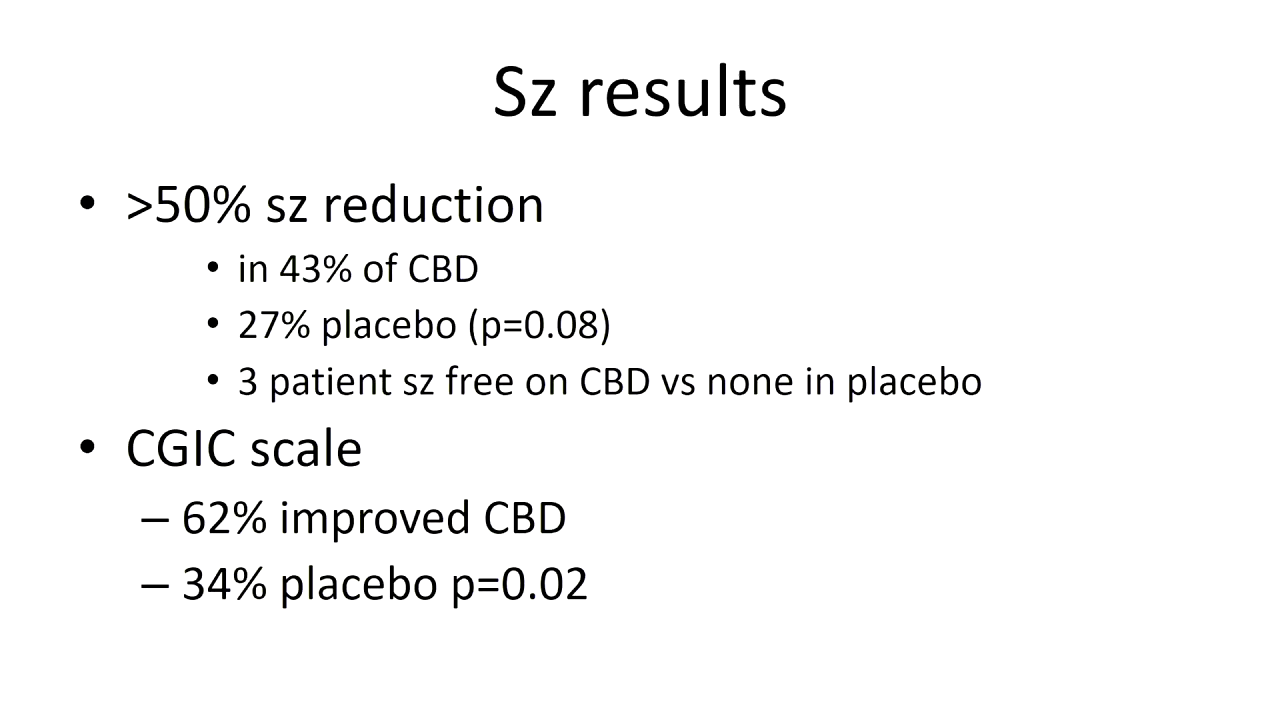 Sz results
• >50% sz reduction
• in 43% of CBD
• 27% placebo (p=0.08)
• 3 patient sz free on CBD vs none in placebo
• CGIC scale
– 62% improved CBD
– 34% placebo p=0.02